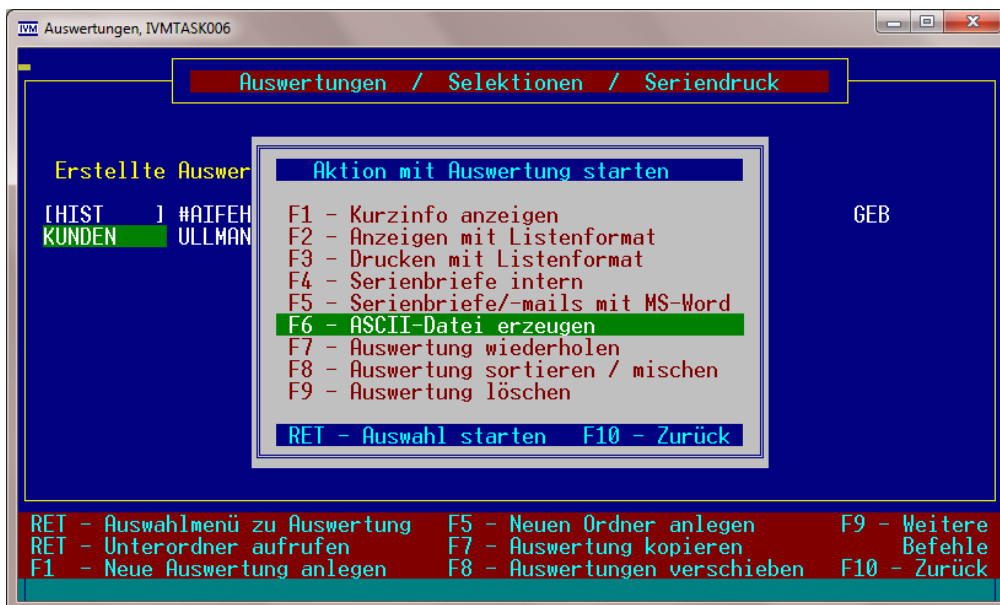 IVM Auswertungen, IVMTASK006
Auswertungen / Selektionen / Seriendruck
Erstellte Auswer
Aktion mit Auswertung starten
[HIST ] #AIFEH
GEB
KUNDEN ULLMAN
F1 - Kurzinfo anzeigen
F2 - Anzeigen mit Listenformat
F3 - Drucken mit Listenformat
F4 - Serienbriefe intern
F5 - Serienbriefe/-mails mit MS-Word
F6 - ASCII-Datei erzeugen
F7 - Auswertung wiederholen
F8 - Auswertung sortieren / mischen
F9 - Auswertung löschen
RET - Auswahl starten F10 - Zurück
RET - Auswahlmenü zu Auswertung F5 - Neuen Ordner anlegen F9 - Weitere
RET - Unterordner aufrufen F7 - Auswertung kopieren Befehle
F1 - Neue Auswertung anlegen F8 - Auswertungen verschieben F10 - Zurück